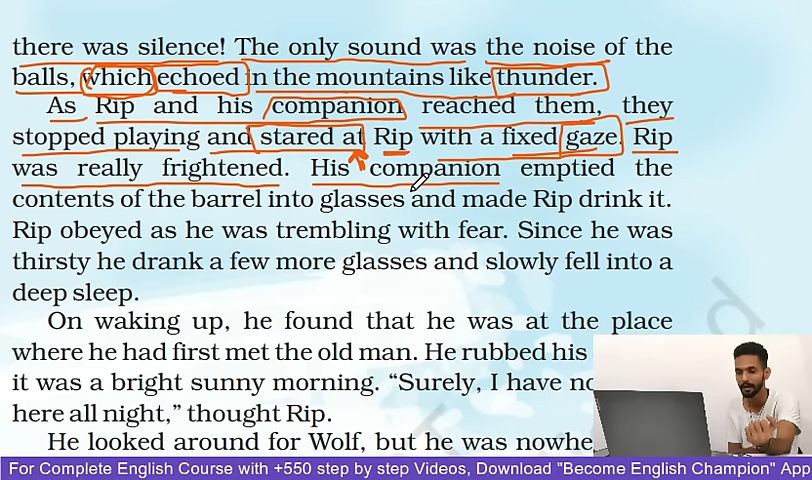 there was silence! The only sound was the noise of the
balls, which echoed in the mountains like thunder.
As Rip and his companion reached them, they
stopped playing and stared at Rip with a fixed gaze. Rip
was really frightened. His companion emptied the
contents of the barrel into glasses and made Rip drink it.
Rip obeyed as he was trembling with fear. Since he was
thirsty he drank a few more glasses and slowly fell into a
deep sleep.
On waking up, he found that he was at the place
where he had first met the old man. He rubbed his
it was a bright sunny morning. “Surely, I have
here all night,” thought Rip.
He looked around for Wolf, but he was
For Complete English Course with +550 step by step Videos, Download "Become English Champion" App